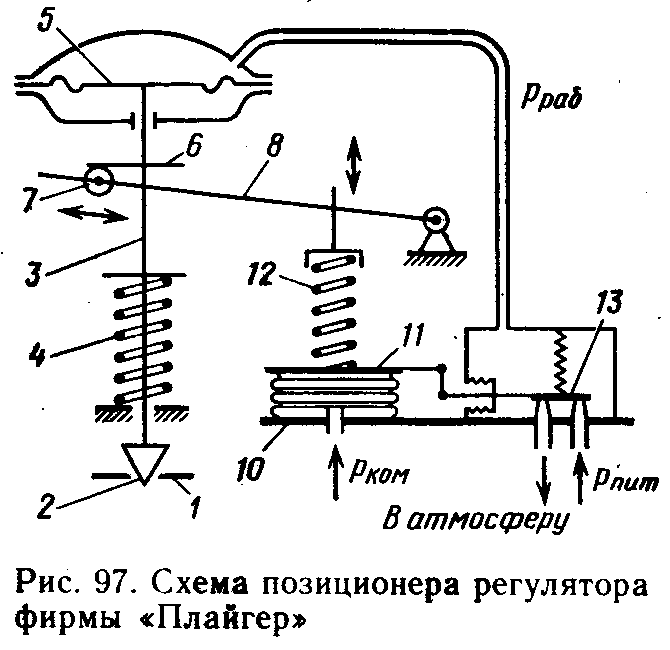 5
Pраб
6
8
7
3
12
13
11
4
10
Pком
Pпит
2
1
В атмосферу
Рис. 97. Схема позиционера регулятора
фирмы «Плайгер»